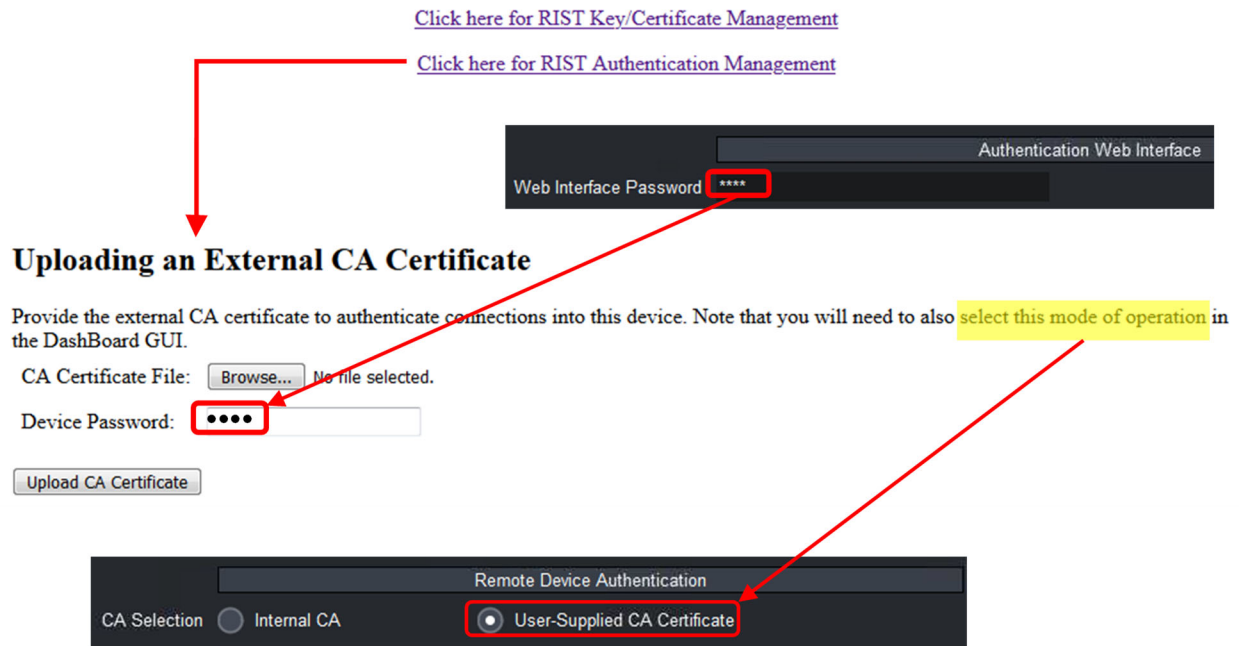 Click here for RIST Key/Certificate Management
Click here for RIST Authentication Management
Authentication Web Interface
Web Interface Password ****
Uploading an External CA Certificate
Provide the external CA certificate to authenticate connections into this device. Note that you will need to also select this mode of operation in
the DashBoard GUI.
CA Certificate File: Browse... No file selected.
Device Password: ●●●●
Upload CA Certificate
Remote Device Authentication
CA Selection Internal CA User-Supplied CA Certificate